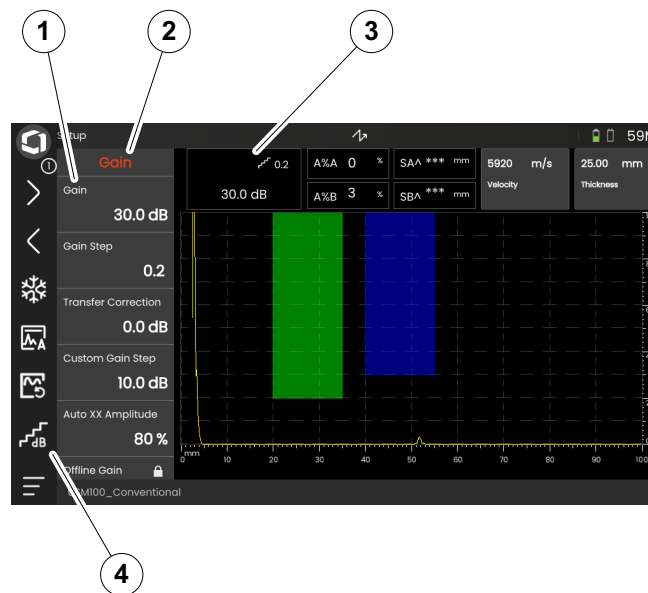 1 2 3
Setup 59M
1
Gain
Gain
30.0 dB
Gain Step
0.2
Transfer Correction
0.0 dB
Custom Gain Step
10.0 dB
Auto XX Amplitude
80 %
Offline Gain
0.2
30.0 dB
A%A 0 %
A%B 3 %
SA^ *** mm
SB^ *** mm
5920 m/s
Velocity
25.00 mm
Thickness
A
dB
mm
0 10 20 30 40 50 60 70 80 90 100
USM100_Conventional
4